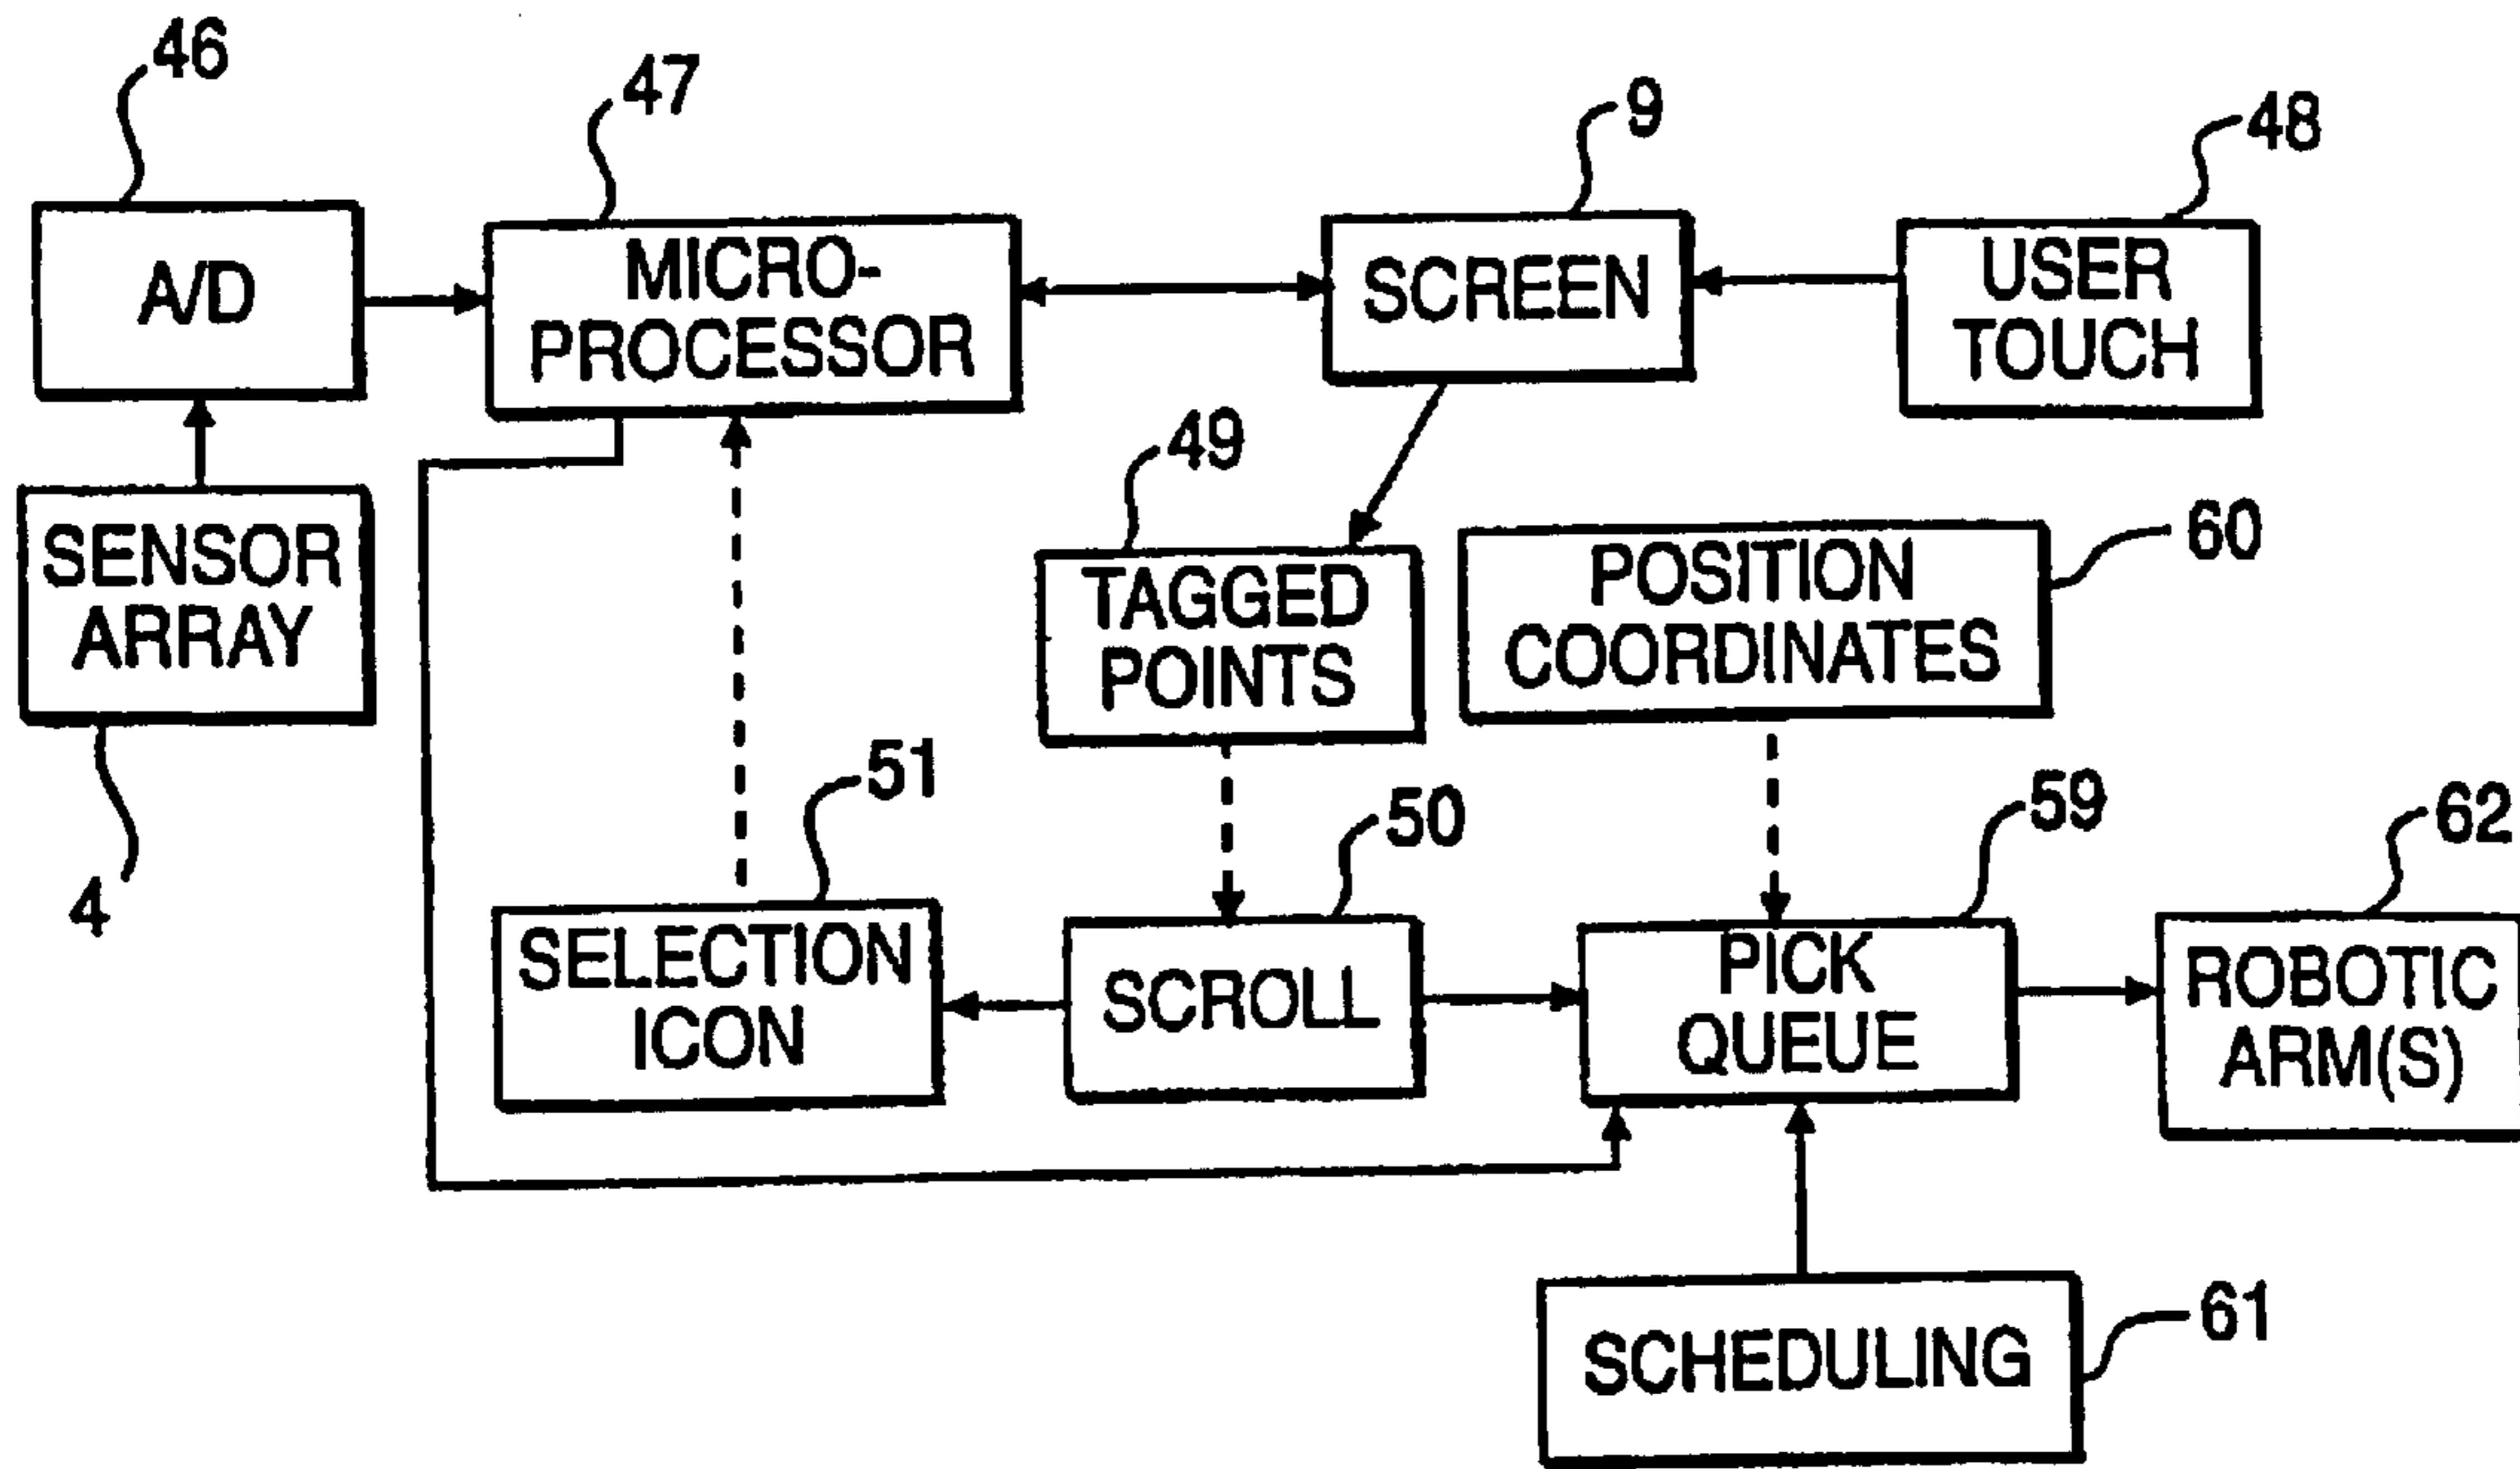 46
47
9
48
A/D
MICRO-
PROCESSOR
SCREEN
USER
TOUCH
49
60
SENSOR
ARRAY
TAGGED
POINTS
POSITION
COORDINATES
4
51
50
59
62
SELECTION
ICON
SCROLL
PICK
QUEUE
ROBOTIC
ARM(S)
61
SCHEDULING